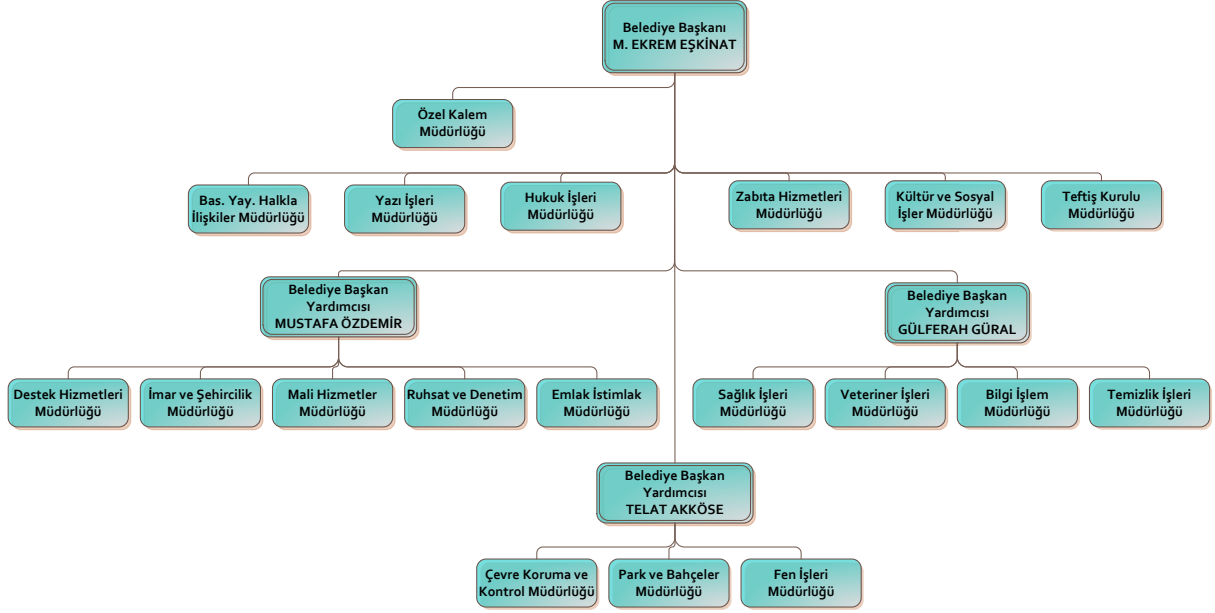 Belediye Başkanı
M. EKREM EŞKİNAT
Özel Kalem
Müdürlüğü
Bas. Yay. Halkla
İlişkiler Müdürlüğü
Yazı İşleri
Müdürlüğü
Hukuk İşleri
Müdürlüğü
Zabıta Hizmetleri
Müdürlüğü
Kültür ve Sosyal
İşler Müdürlüğü
Teftiş Kurulu
Müdürlüğü
Belediye Başkan
Yardımcısı
MUSTAFA ÖZDEMİR
Belediye Başkan
Yardımcısı
GÜLFERAH GÜRAL
Destek Hizmetleri
Müdürlüğü
İmar ve Şehircilik
Müdürlüğü
Mali Hizmetler
Müdürlüğü
Ruhsat ve Denetim
Müdürlüğü
Emlak İstimlak
Müdürlüğü
Sağlık İşleri
Müdürlüğü
Veteriner İşleri
Müdürlüğü
Bilgi İşlem
Müdürlüğü
Temizlik İşleri
Müdürlüğü
Belediye Başkan
Yardımcısı
TELAT AKKÖSE
Çevre Koruma ve
Kontrol Müdürlüğü
Park ve Bahçeler
Müdürlüğü
Fen İşleri
Müdürlüğü